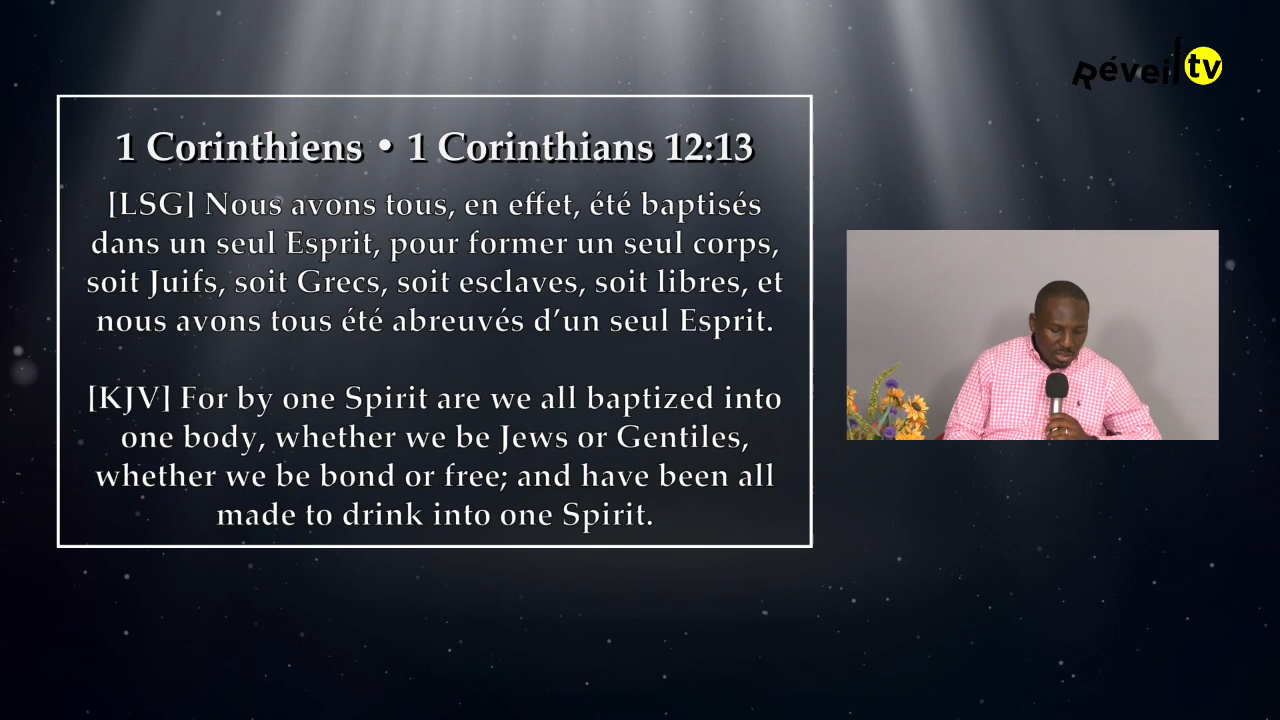 Réveil tv
1 Corinthiens • 1 Corinthians 12:13
[LSG] Nous avons tous, en effet, été baptisés
dans un seul Esprit, pour former un seul corps,
soit Juifs, soit Grecs, soit esclaves, soit libres, et
nous avons tous été abreuvés d’un seul Esprit.
[KJV] For by one Spirit are we all baptized into
one body, whether we be Jews or Gentiles,
whether we be bond or free; and have been all
made to drink into one Spirit.